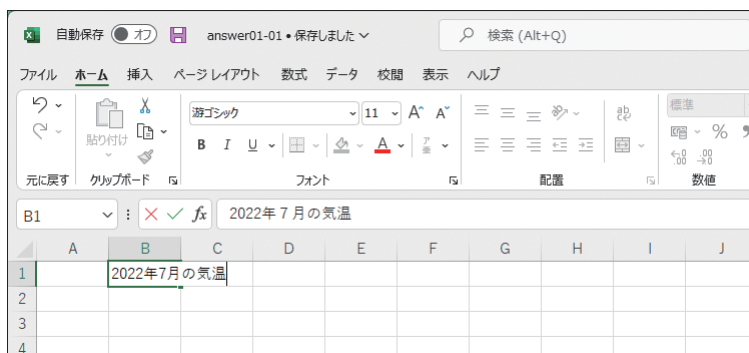 自動保存 オフ answer01-01 • 保存しました 検索 (Alt+Q)
ファイル ホーム 挿入 ページ レイアウト 数式 データ 校閲 表示 ヘルプ
游ゴシック 11 A^ A˅ ab 標準
貼り付け B I U A ア亜 %
元に戻す クリップボード フォント 配置 数値
B1 fx 2022年７月の気温
A B C D E F G H I J
1 2022年7月の気温
2
3
4